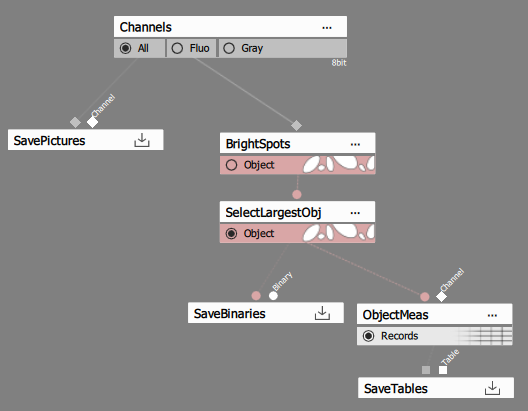 Channels ...
All Fluo Gray
8bit
Channel
SavePictures
BrightSpots ...
Object
SelectLargestObj ...
Object
Binary
Channel
SaveBinaries
ObjectMeas ...
Records
Table
SaveTables